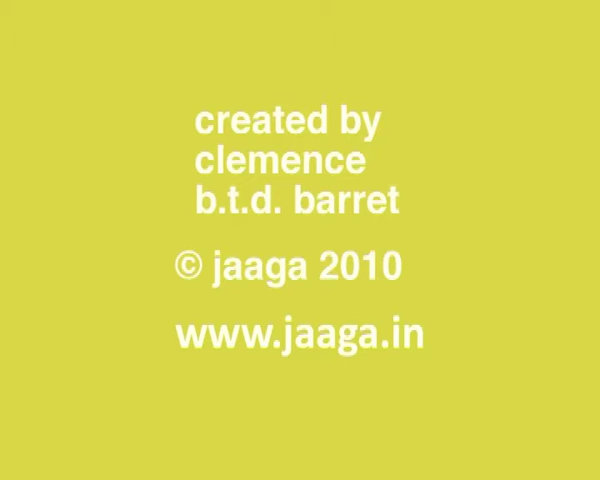 created by
clemence
b.t.d. barret
© jaaga 2010
www.jaaga.in